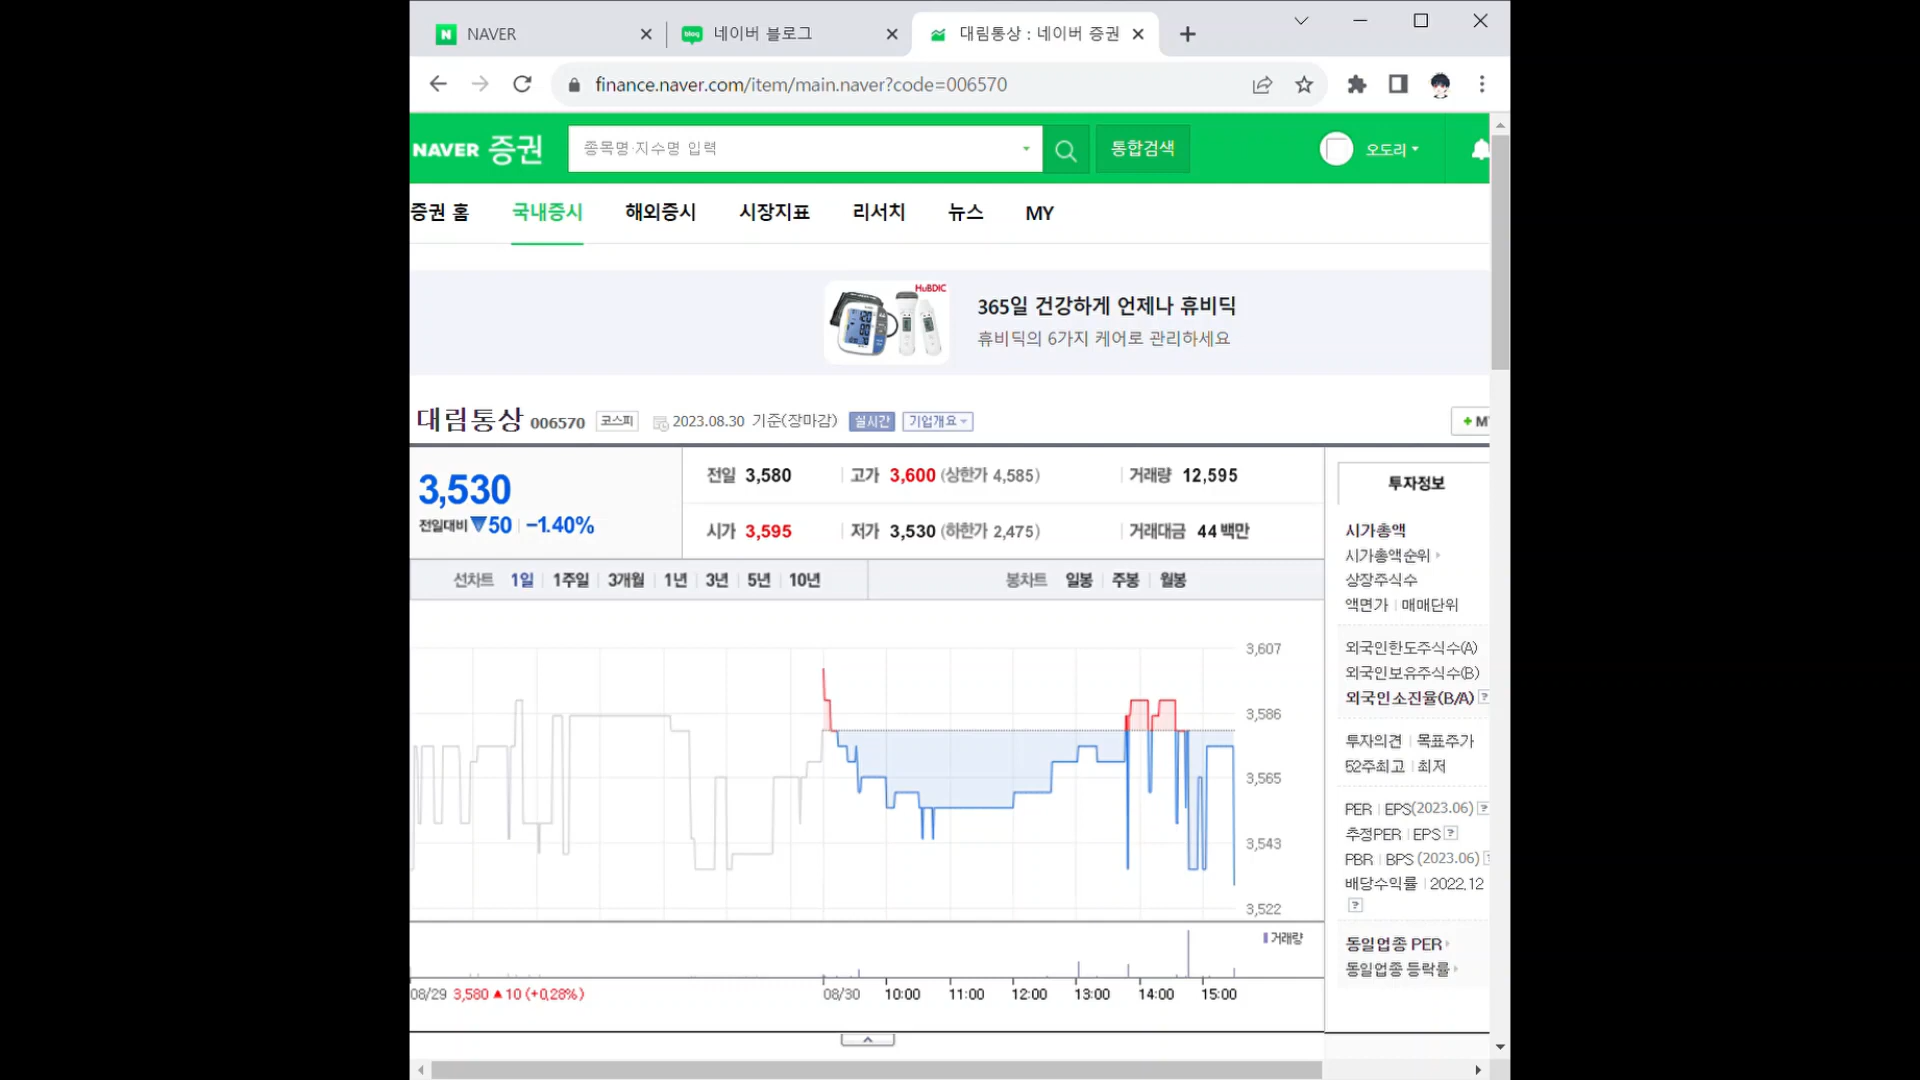 NAVER
네이버 블로그
대림통상 : 네이버 증권
finance.naver.com/item/main.naver?code=006570
NAVER 증권
종목명·지수명 입력
통합검색
오도리
증권 홈 국내증시 해외증시 시장지표 리서치 뉴스 MY
HuBDIC
365일 건강하게 언제나 휴비딕
휴비딕의 6가지 케어로 관리하세요
대림통상 006570 코스피 2023.08.30 기준(장마감) 실시간 기업개요
+ M
3,530
전일대비 ▼50 −1.40%
전일 3,580 고가 3,600 (상한가 4,585) 거래량 12,595
시가 3,595 저가 3,530 (하한가 2,475) 거래대금 44 백만
선차트 1일 1주일 3개월 1년 3년 5년 10년
봉차트 일봉 주봉 월봉
3,607
3,586
3,565
3,543
3,522
거래량
08/29 3,580 ▲10 (+0.28%)
08/30 10:00 11:00 12:00 13:00 14:00 15:00
투자정보
시가총액
시가총액순위
상장주식수
액면가 | 매매단위
외국인한도주식수(A)
외국인보유주식수(B)
외국인소진율(B/A) ?
투자의견 | 목표주가
52주최고 | 최저
PER | EPS(2023.06) ?
추정PER | EPS ?
PBR | BPS (2023.06) ?
배당수익률 | 2022.12
?
동일업종 PER
동일업종 등락률